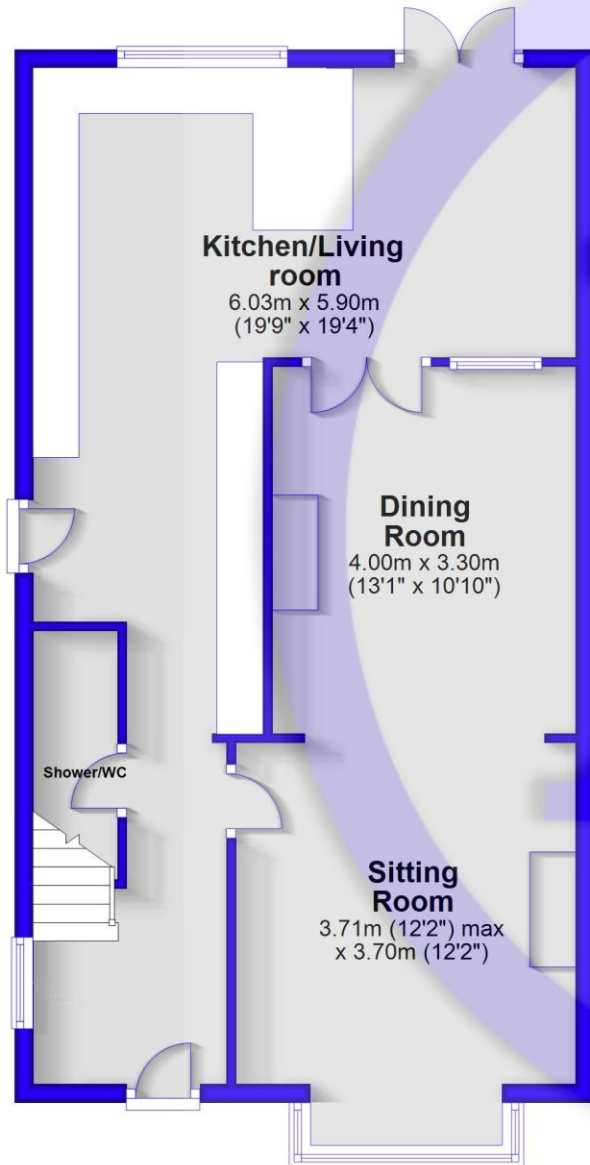 Kitchen/Living
room
6.03m x 5.90m
(19'9" x 19'4")
Dining
Room
4.00m x 3.30m
(13'1" x 10'10")
Shower/WC
Sitting
Room
3.71m (12'2") max
x 3.70m (12'2")